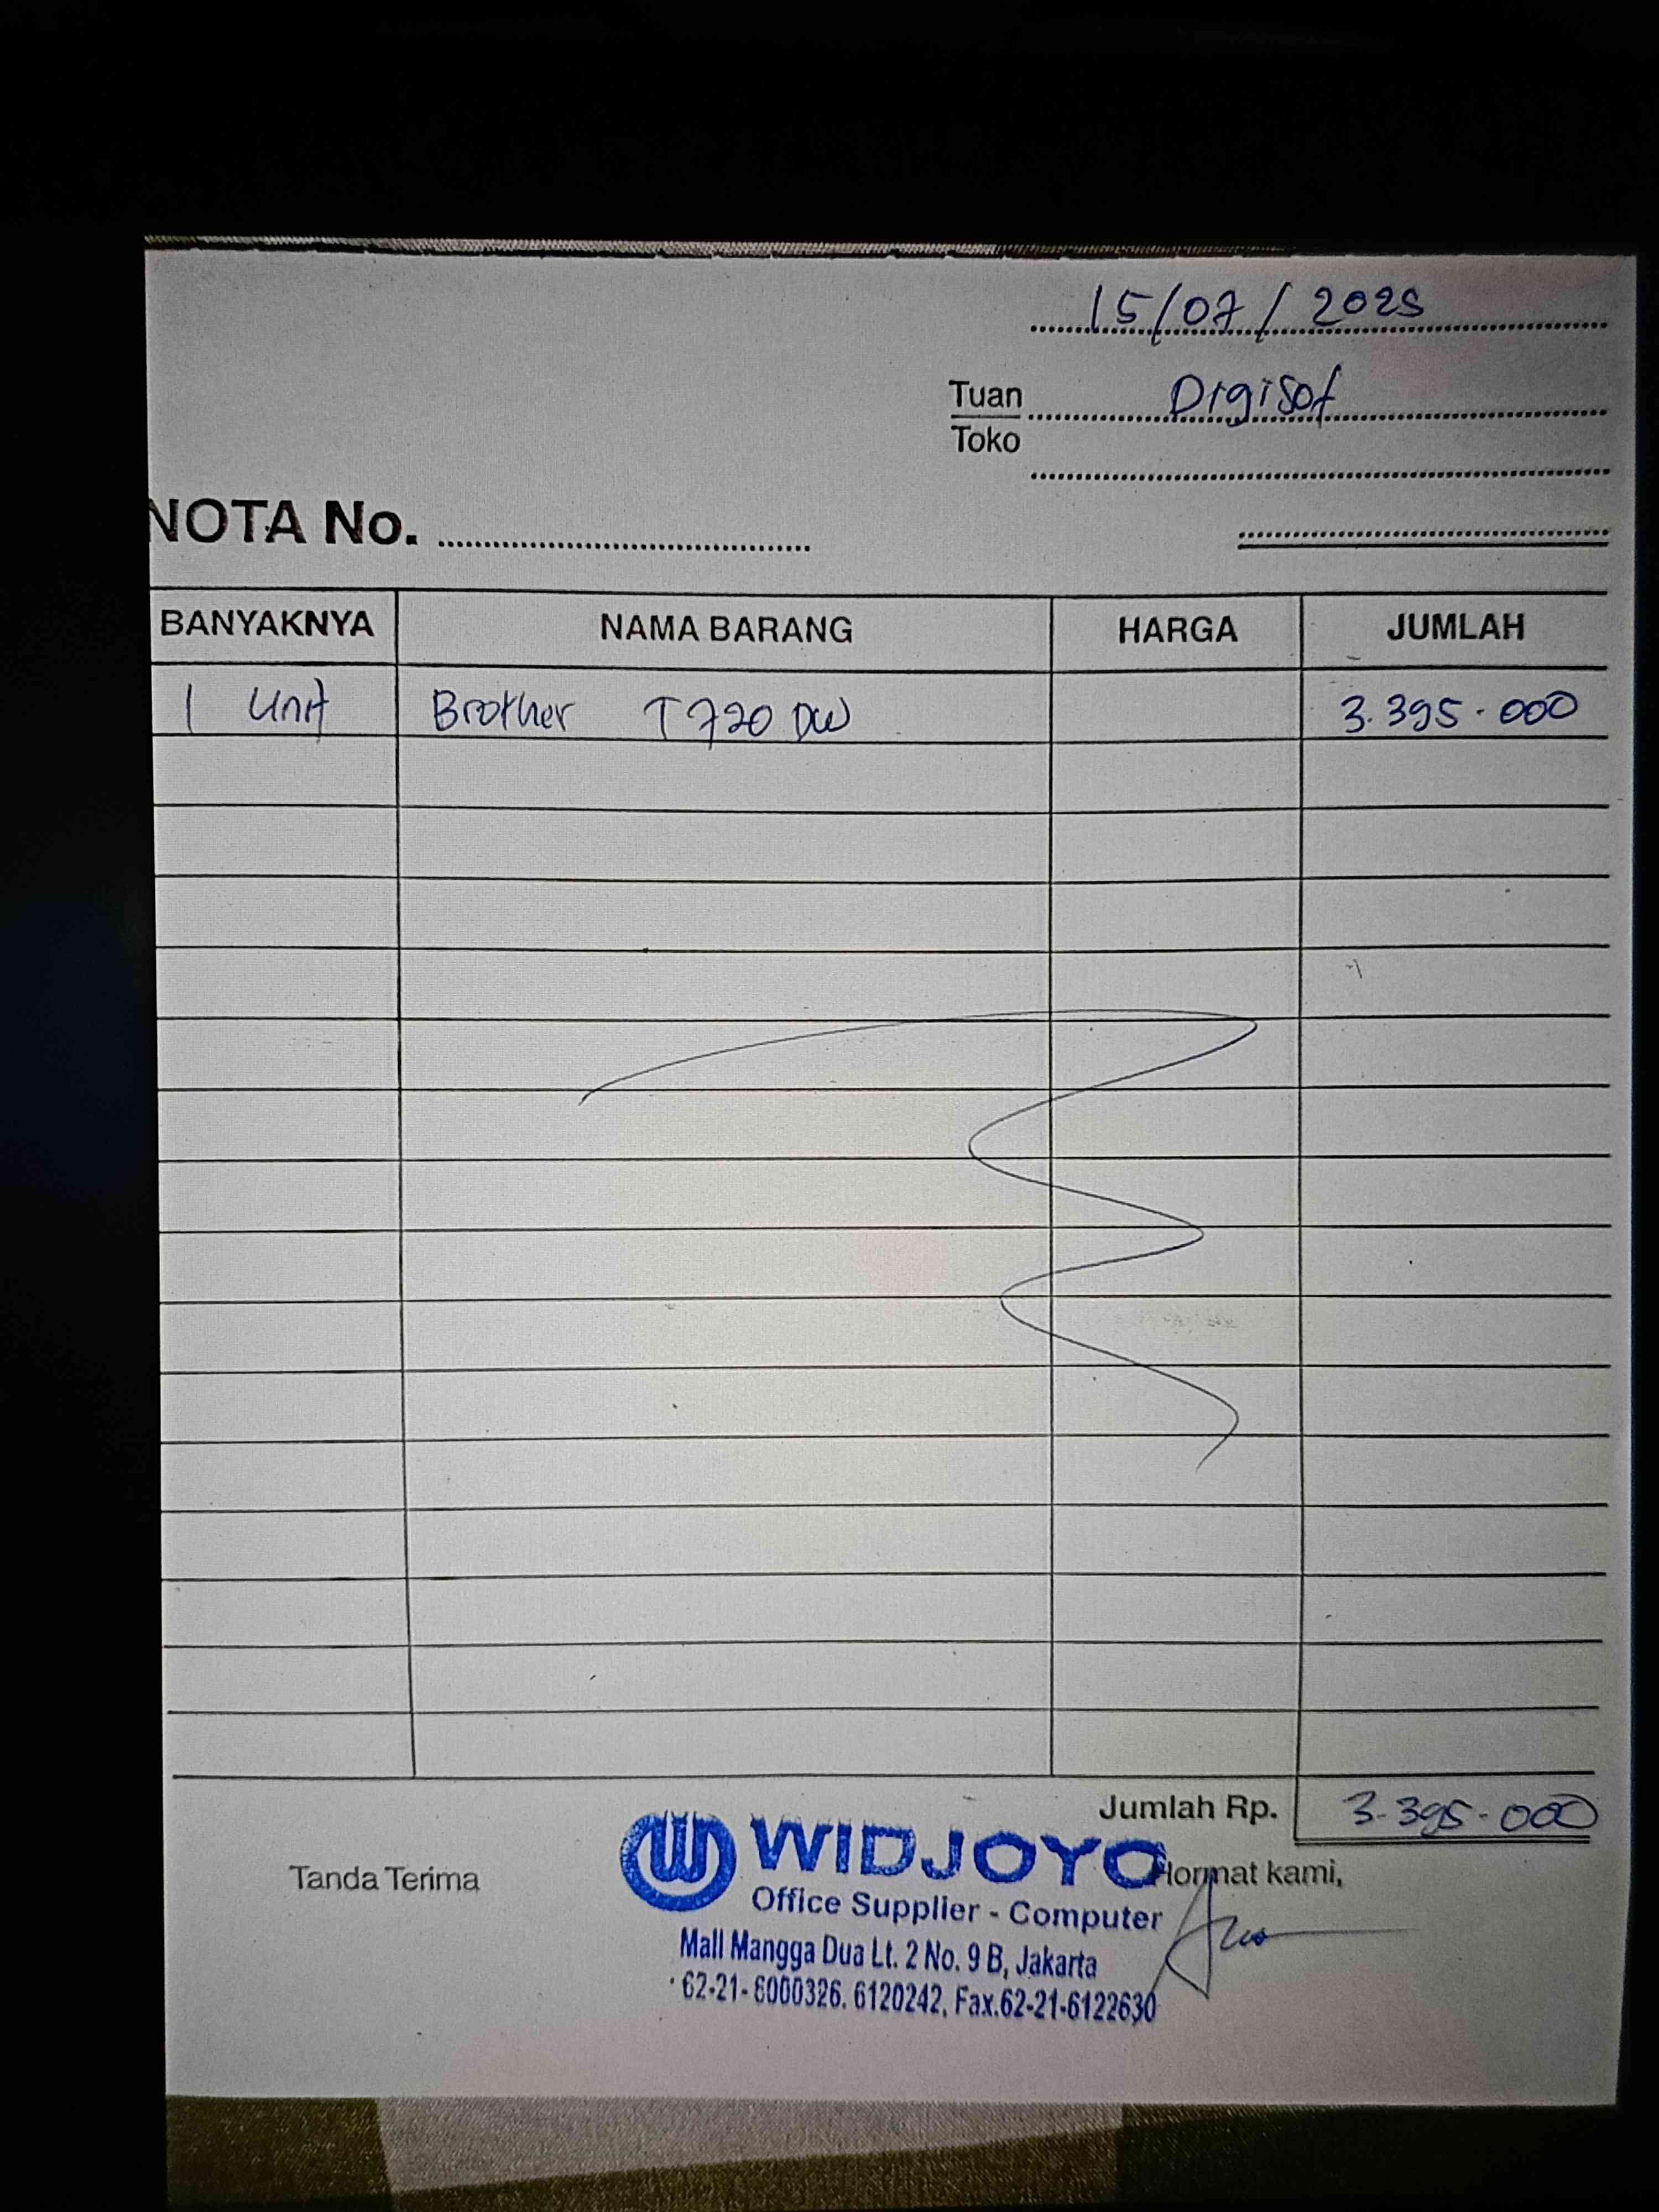 15/07/2025
Tuan Digisof
Toko
NOTA No.
BANYAKNYA NAMA BARANG HARGA JUMLAH
1 Unit Brother T720 DW 3.395.000
Jumlah Rp. 3.395.000
Tanda Terima
Hormat kami,
WIDJOYO
Office Supplier - Computer
Mall Mangga Dua Lt. 2 No. 9 B, Jakarta
62-21-6000326. 6120242, Fax.62-21-6122630